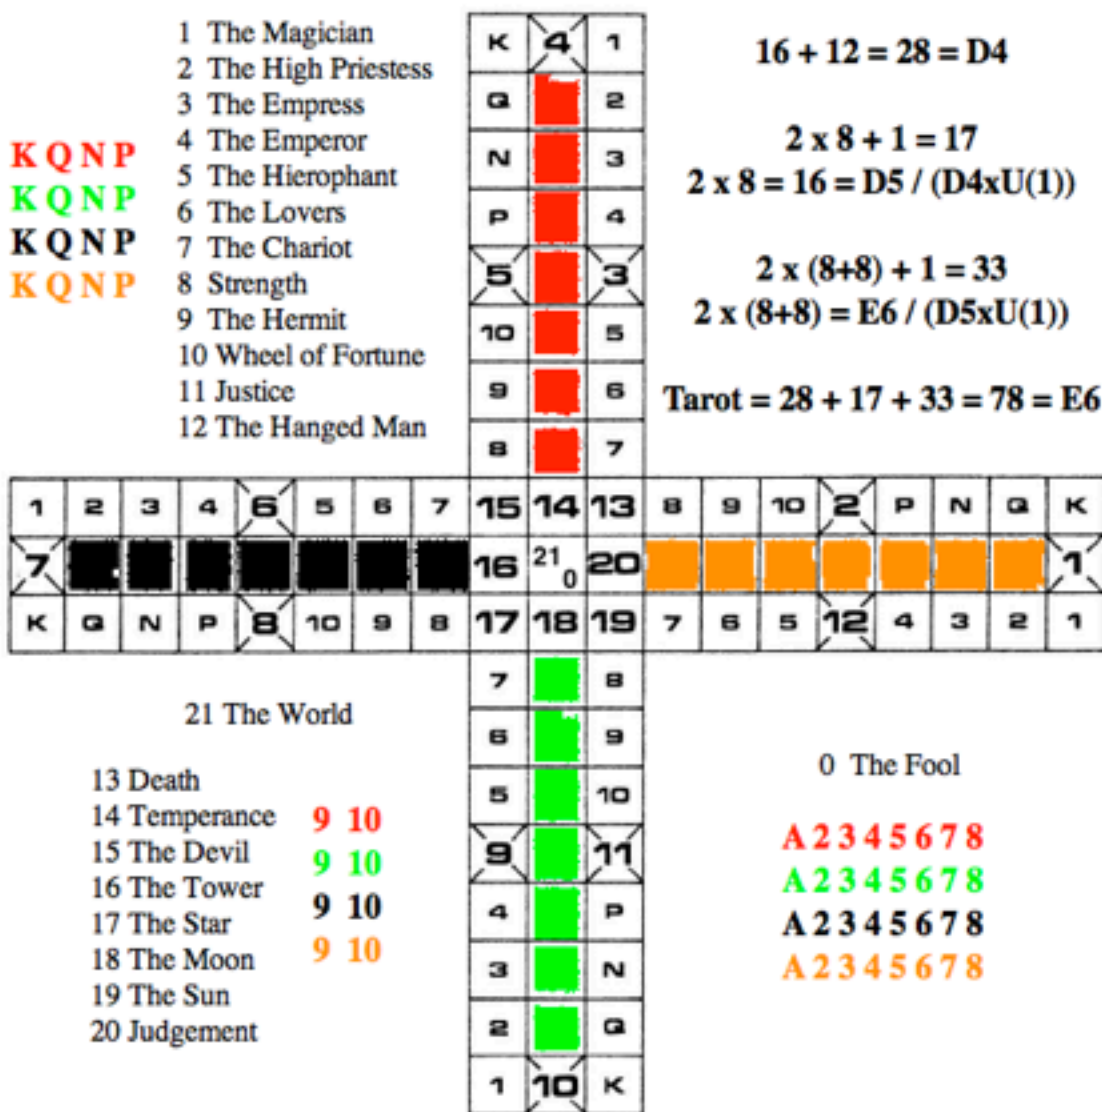 1 The Magician
2 The High Priestess
3 The Empress
4 The Emperor
5 The Hierophant
6 The Lovers
7 The Chariot
8 Strength
9 The Hermit
10 Wheel of Fortune
11 Justice
12 The Hanged Man
K Q N P
K Q N P
K Q N P
K Q N P
16 + 12 = 28 = D4
2 x 8 + 1 = 17
2 x 8 = 16 = D5 / (D4xU(1))
2 x (8+8) + 1 = 33
2 x (8+8) = E6 / (D5xU(1))
Tarot = 28 + 17 + 33 = 78 = E6
K 4 1
Q 2
N 3
P 4
5 3
10 5
9 6
8 7
1 2 3 4 6 5 6 7 15 14 13 8 9 10 2 P N Q K
7 16 21 0 20 1
K Q N P 8 10 9 8 17 18 19 7 6 5 12 4 3 2 1
7 8
6 9
5 10
9 11
4 P
3 N
2 Q
1 10 K
21 The World
13 Death
14 Temperance
15 The Devil
16 The Tower
17 The Star
18 The Moon
19 The Sun
20 Judgement
9 10
9 10
9 10
9 10
0 The Fool
A 2 3 4 5 6 7 8
A 2 3 4 5 6 7 8
A 2 3 4 5 6 7 8
A 2 3 4 5 6 7 8